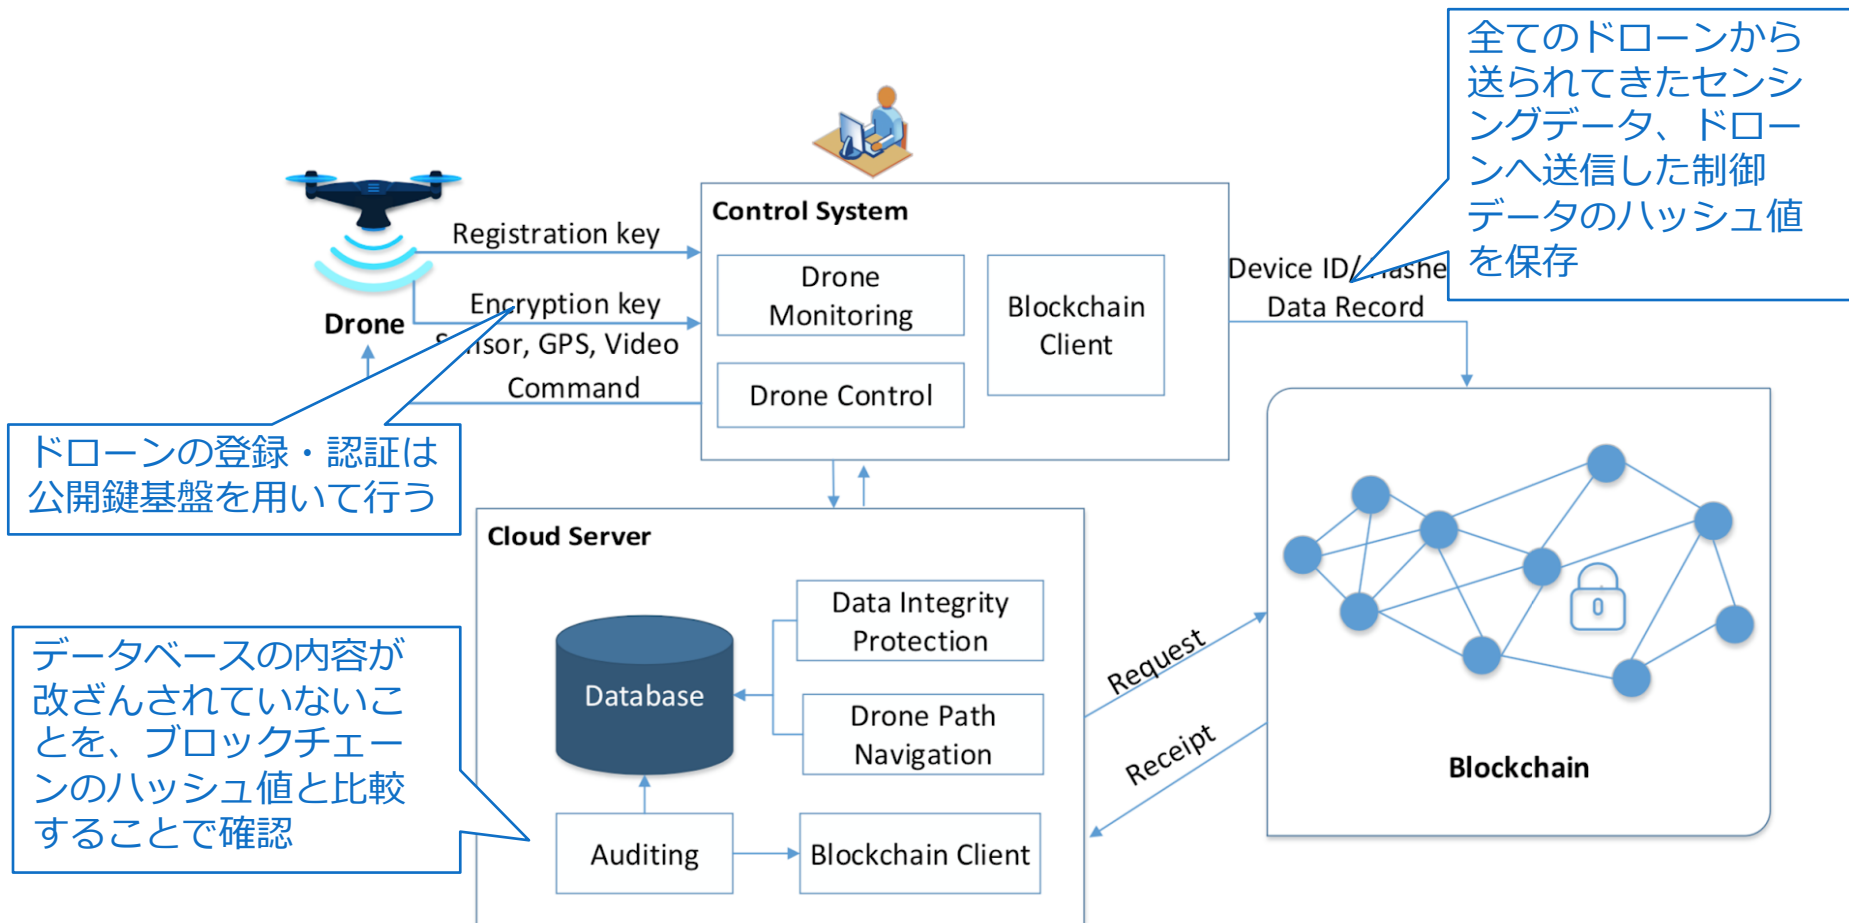 全てのドローンから
送られてきたセンシ
ングデータ、ドロー
ンへ送信した制御
データのハッシュ値
を保存
Control System
Registration key
Drone
Monitoring
Blockchain
Client
Device ID/
Data Record
Encryption key
Drone
GPS, Video
Command
Drone Control
ドローンの登録・認証は
公開鍵基盤を用いて行う
Cloud Server
Data Integrity
Protection
Database
Drone Path
Navigation
Request
Receipt
Blockchain
データベースの内容が
改ざんされていないこ
とを、ブロックチェー
ンのハッシュ値と比較
することで確認
Auditing
Blockchain Client